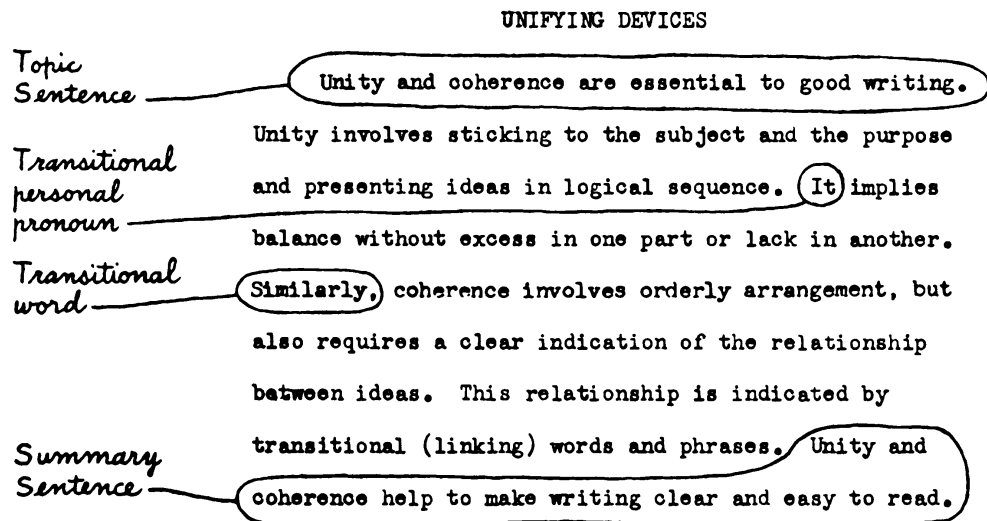 UNIFYING DEVICES
Topic
Sentence
Unity and coherence are essential to good writing.
Unity involves sticking to the subject and the purpose
Transitional
personal
pronoun
and presenting ideas in logical sequence. It implies
balance without excess in one part or lack in another.
Transitional
word
Similarly, coherence involves orderly arrangement, but
also requires a clear indication of the relationship
between ideas. This relationship is indicated by
transitional (linking) words and phrases. Unity and
Summary
Sentence
coherence help to make writing clear and easy to read.